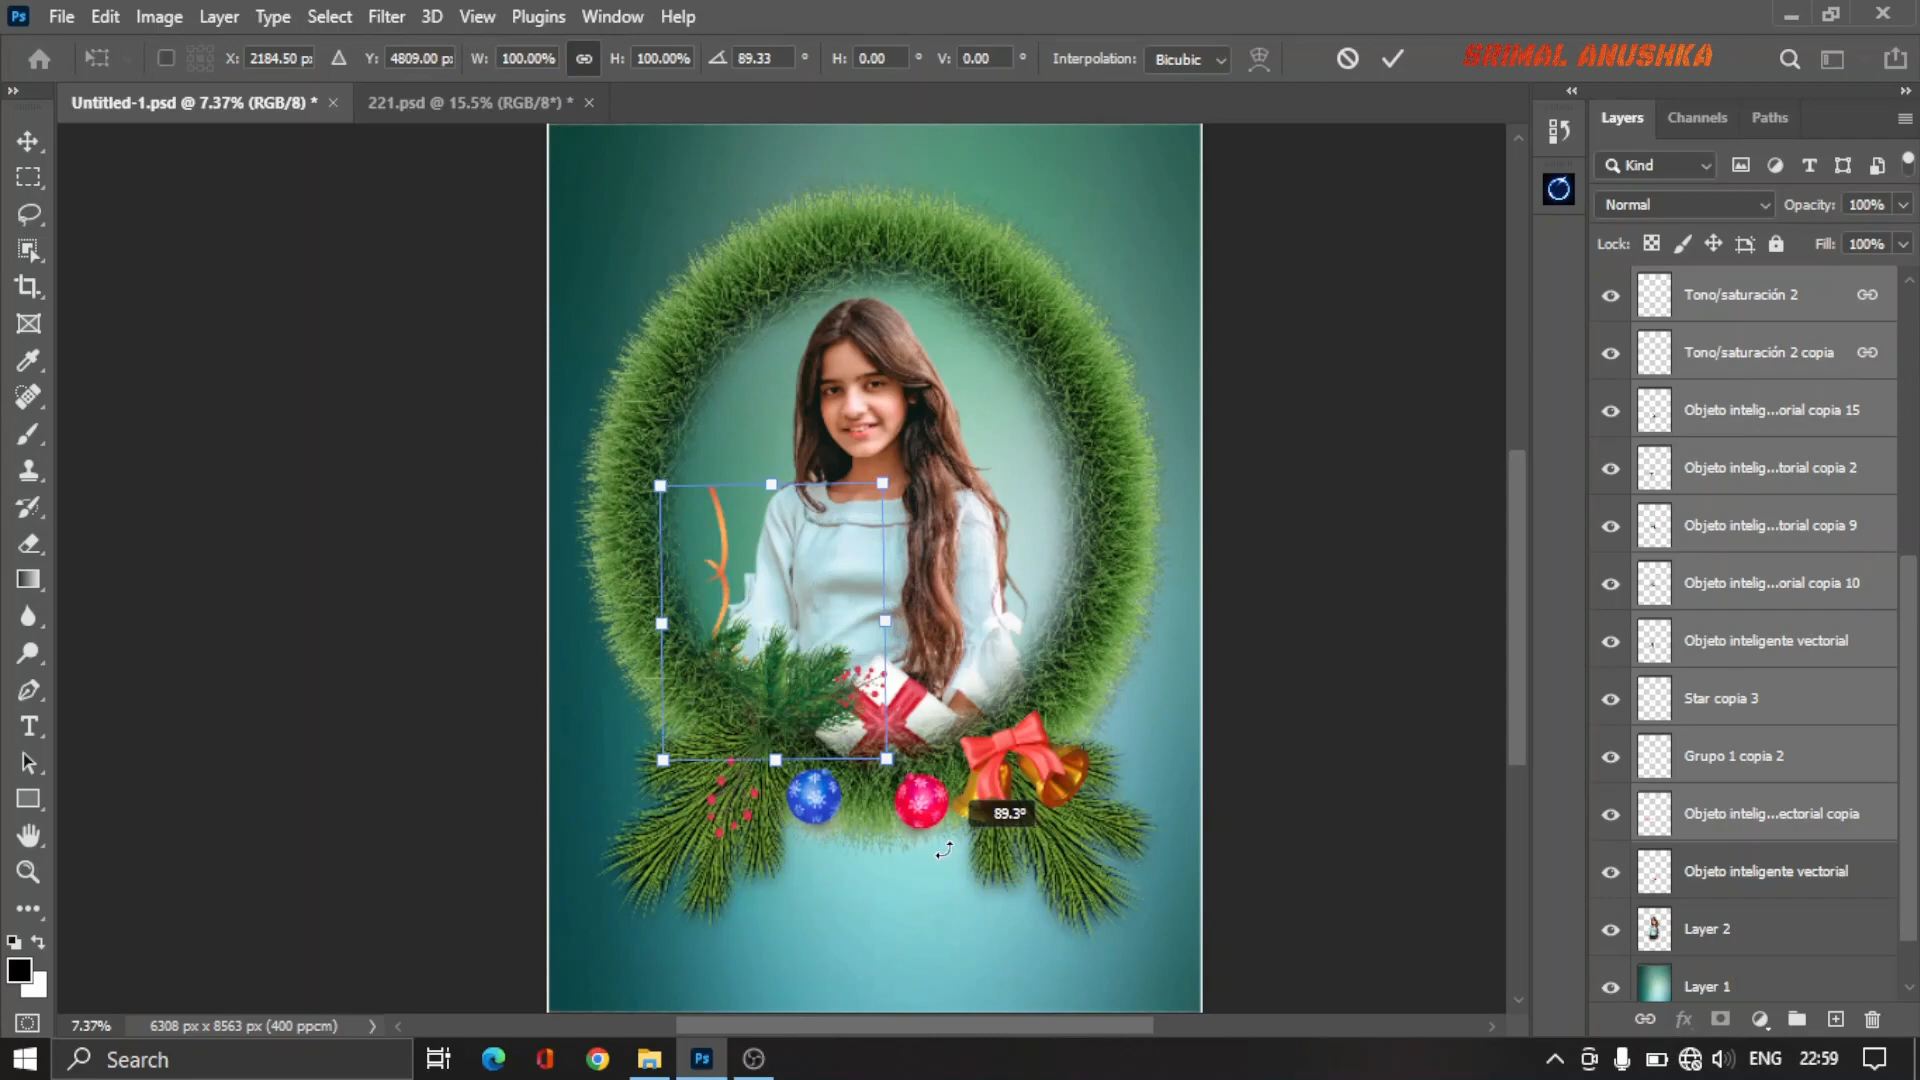 Ps File Edit Image Layer Type Select Filter 3D View Plugins Window Help
X: 2184.50 px Y: 4809.00 px W: 100.00% H: 100.00% 89.33 ° H: 0.00 ° V: 0.00 ° Interpolation: Bicubic
SRIMAL ANUSHKA
Untitled-1.psd @ 7.37% (RGB/8) * × 221.psd @ 15.5% (RGB/8*) * ×
Layers Channels Paths
Kind
Normal Opacity: 100%
Lock: Fill: 100%
Tono/saturación 2
Tono/saturación 2 copia
Objeto intelig...orial copia 15
Objeto intelig...torial copia 2
Objeto intelig...torial copia 9
Objeto intelig...orial copia 10
Objeto inteligente vectorial
Star copia 3
Grupo 1 copia 2
Objeto intelig...ectorial copia
Objeto inteligente vectorial
Layer 2
Layer 1
fx
89.3°
7.37% 6308 px x 8563 px (400 ppcm)
Search
Ps
ENG 22:59